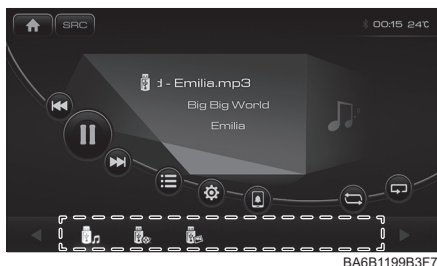 SRC
00:15 24℃
d - Emilia.mp3
Big Big World
Emilia
BA6B1199B3F7